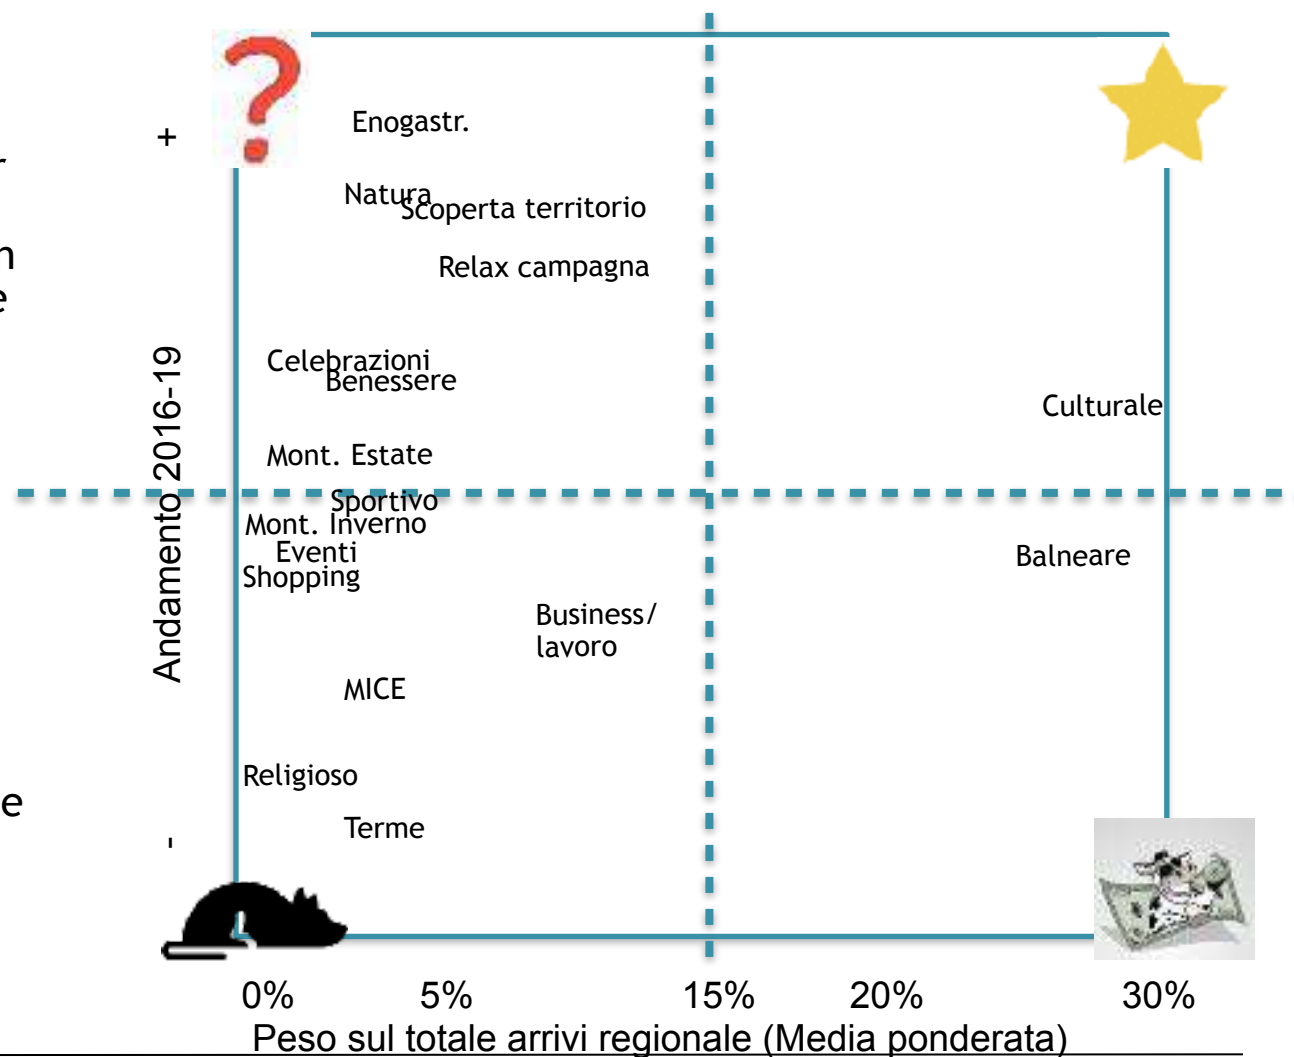 +
Enogastr.
r
Natura
Scoperta territorio
n
e
Relax campagna
Andamento 2016-19
Celebrazioni
Benessere
Culturale
Mont. Estate
Sportivo
Mont. Inverno
Eventi
Shopping
Balneare
Business/
lavoro
MICE
Religioso
e
Terme
-
0% 5% 15% 20% 30%
Peso sul totale arrivi regionale (Media ponderata)